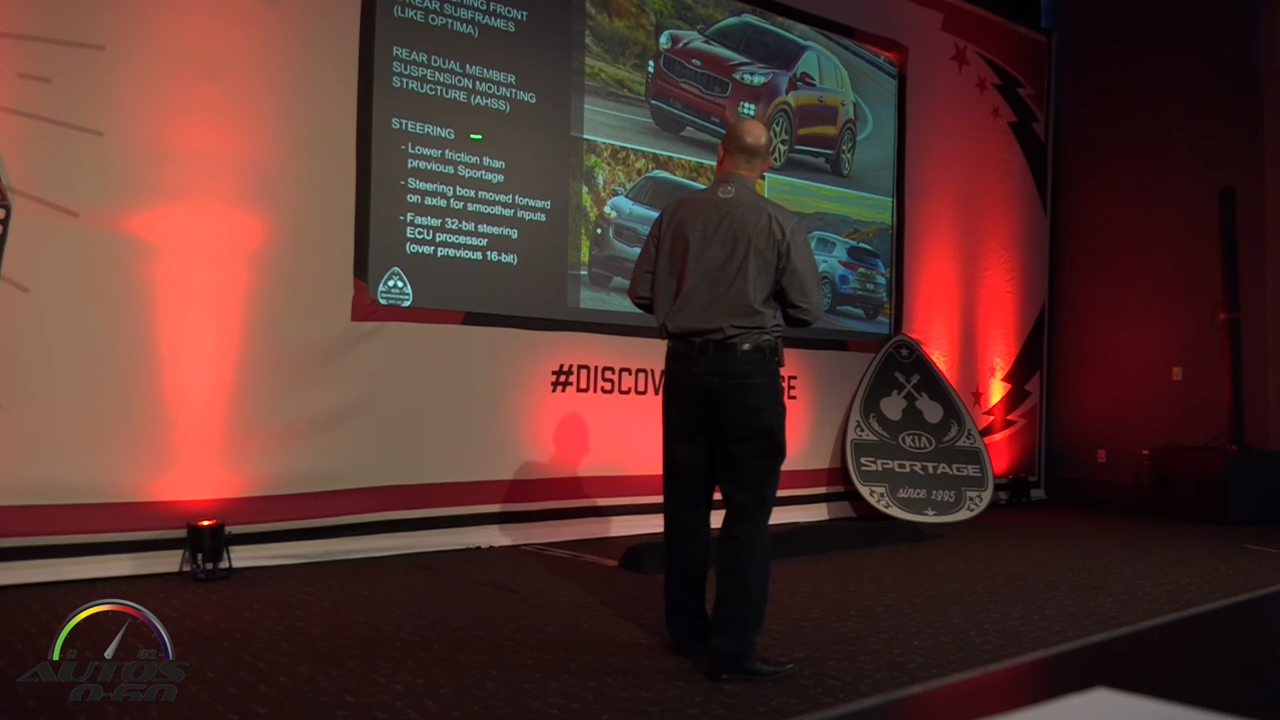 FRONT
REAR SUBFRAMES
(LIKE OPTIMA)
REAR DUAL MEMBER
SUSPENSION MOUNTING
STRUCTURE (AHSS)
STEERING
- Lower friction than
previous Sportage
- Steering box moved forward
on axle for smoother inputs
- Faster 32-bit steering
ECU processor
(over previous 16-bit)
#DISCOV
GE
KIA
SPORTAGE
since 1995
AUTOS
0-60